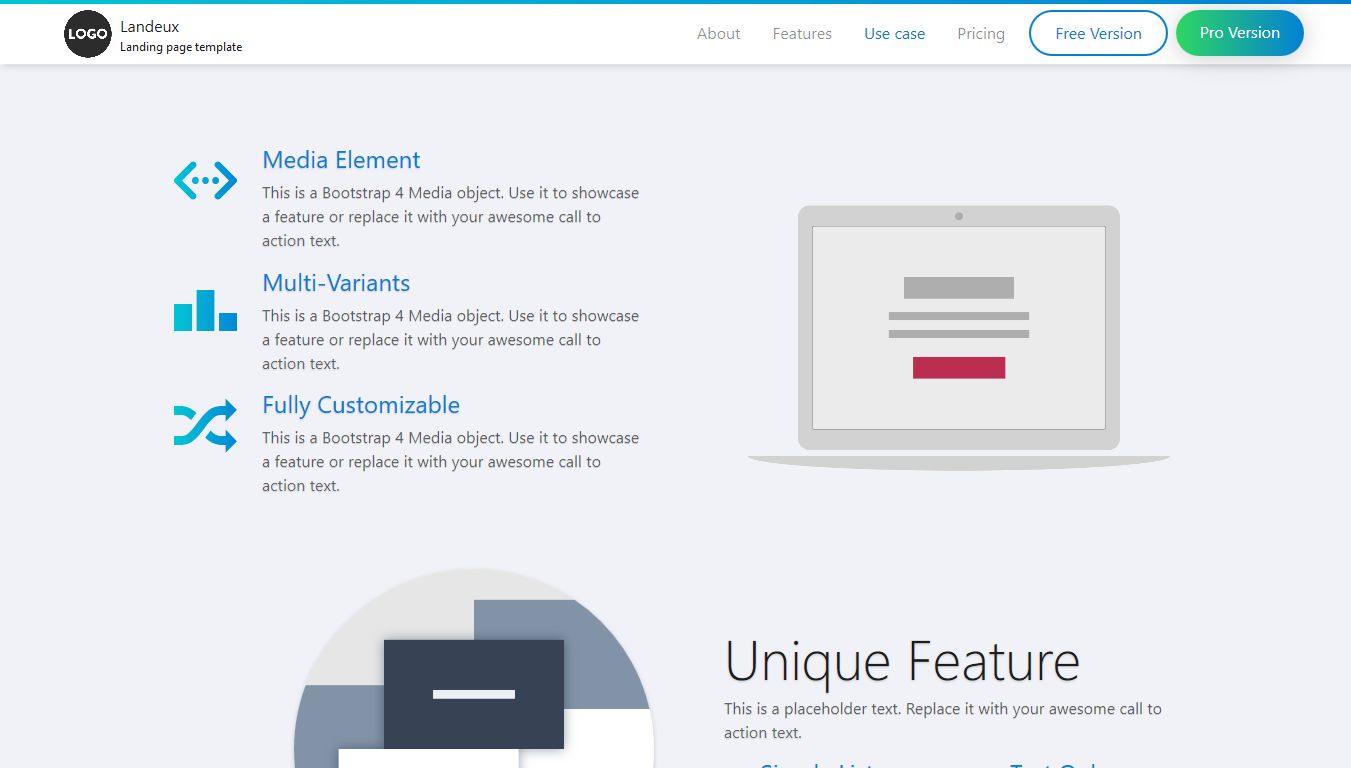 LOGO
Landeux
Landing page template
About
Features
Use case
Pricing
Free Version
Pro Version
Media Element
This is a Bootstrap 4 Media object. Use it to showcase
a feature or replace it with your awesome call to
action text.
Multi-Variants
This is a Bootstrap 4 Media object. Use it to showcase
a feature or replace it with your awesome call to
action text.
Fully Customizable
This is a Bootstrap 4 Media object. Use it to showcase
a feature or replace it with your awesome call to
action text.
Unique Feature
This is a placeholder text. Replace it with your awesome call to
action text.